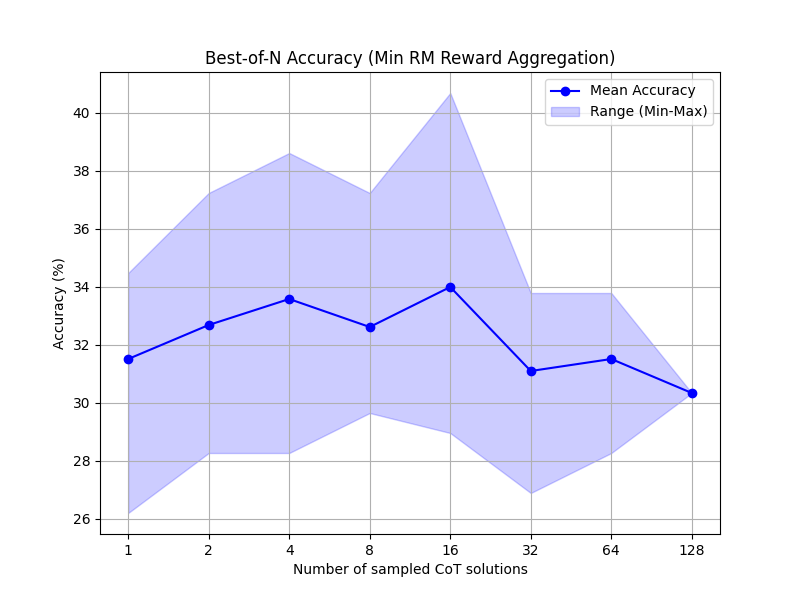 Best-of-N Accuracy (Min RM Reward Aggregation)
Mean Accuracy
Range (Min-Max)
Accuracy (%)
40
38
36
34
32
30
28
26
1 2 4 8 16 32 64 128
Number of sampled CoT solutions